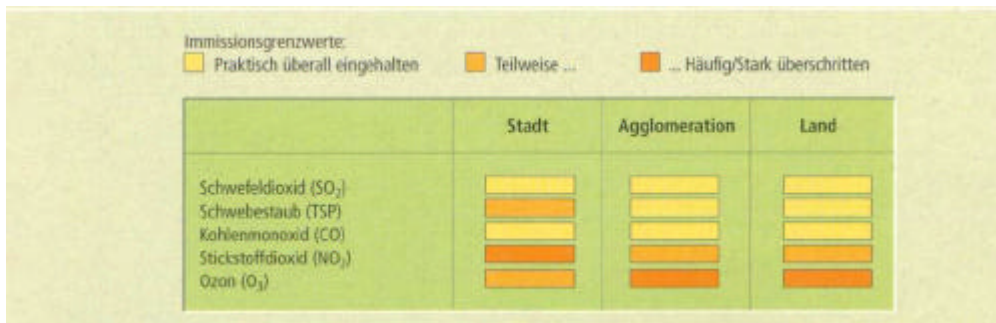 Immissionsgrenzwerte:
Praktisch überall eingehalten Teilweise ... ... Häufig/Stark überschritten
Stadt Agglomeration Land
Schwefeldioxid (SO₂)
Schwebestaub (TSP)
Kohlenmonoxid (CO)
Stickstoffdioxid (NO₂)
Ozon (O₃)